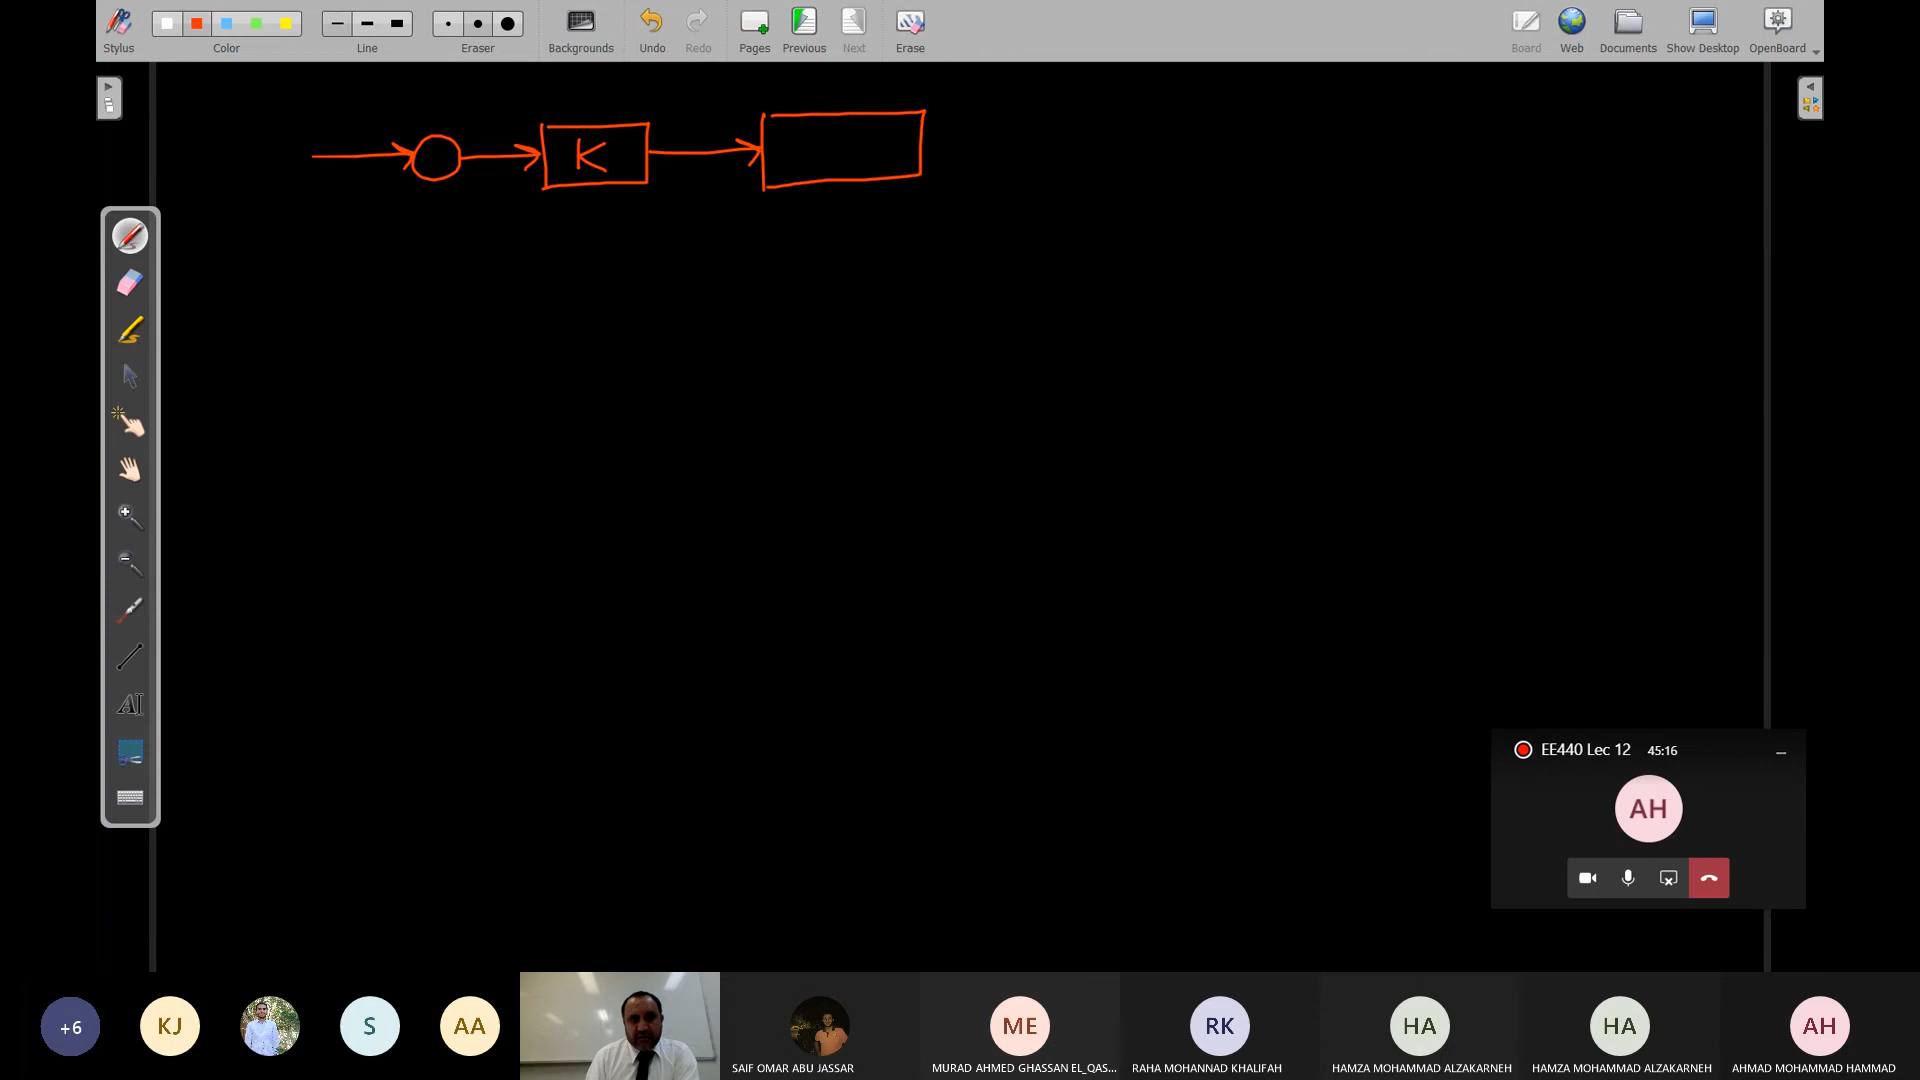 Stylus
Color
Line
Eraser
Backgrounds
Undo
Redo
Pages
Previous
Next
Erase
Board
Web
Documents
Show Desktop
OpenBoard
K
AI
EE440 Lec 12 45:16
AH
+6
KJ
S
AA
ME
RK
HA
HA
AH
SAIF OMAR ABU JASSAR
MURAD AHMED GHASSAN EL_QAS...
RAHA MOHANNAD KHALIFAH
HAMZA MOHAMMAD ALZAKARNEH
HAMZA MOHAMMAD ALZAKARNEH
AHMAD MOHAMMAD HAMMAD